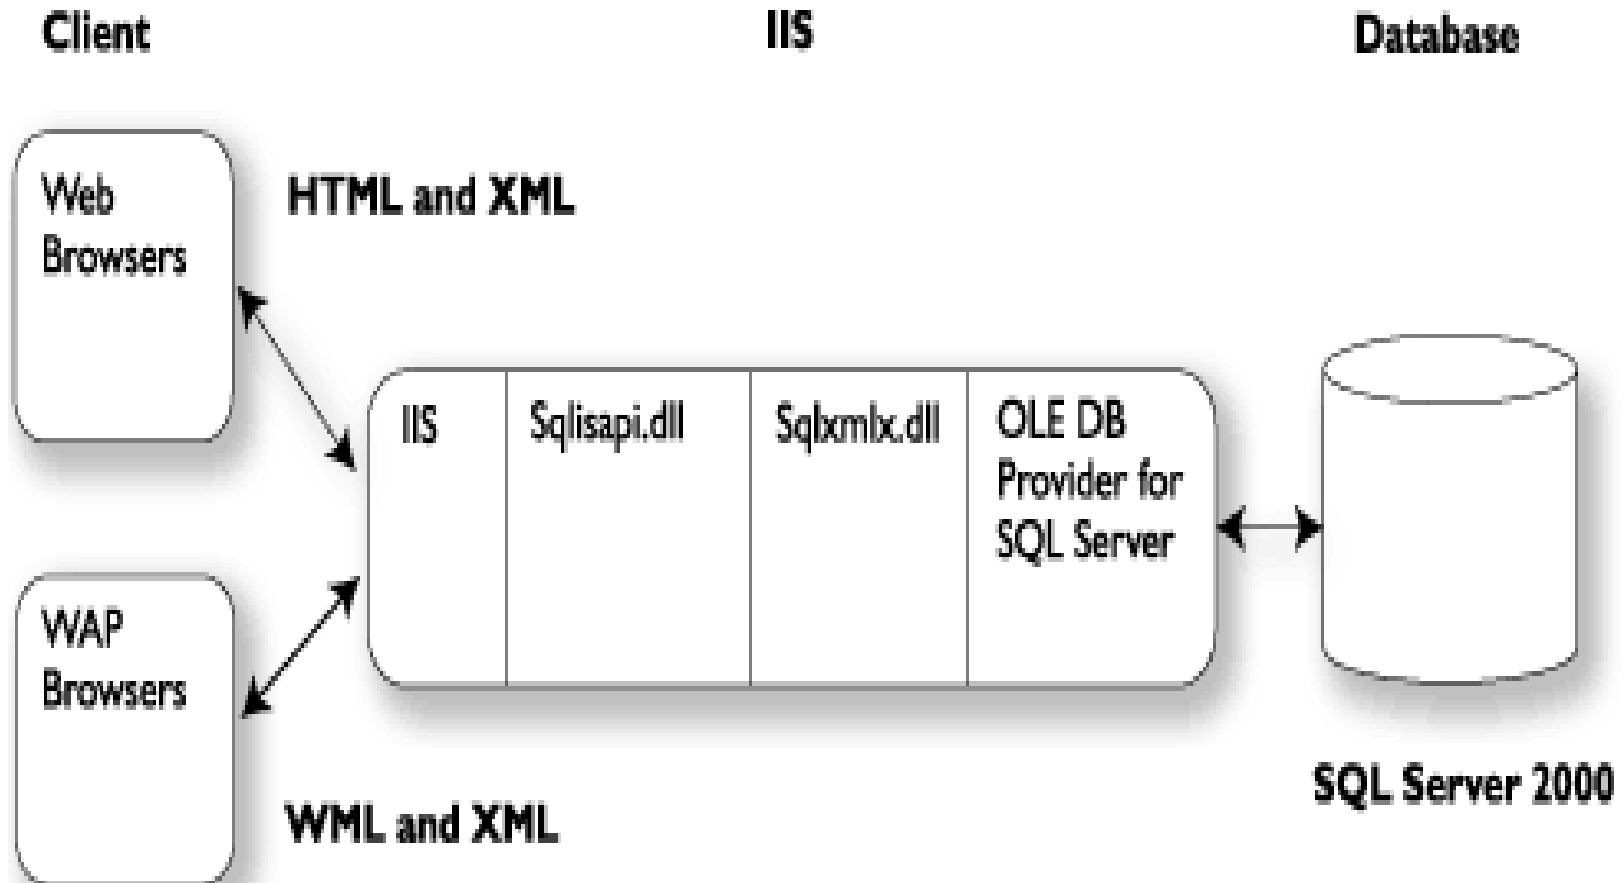 Client
IIS
Database
Web
Browsers
HTML and XML
IIS
Sqlisapi.dll
Sqlxmlx.dll
OLE DB
Provider for
SQL Server
WAP
Browsers
WML and XML
SQL Server 2000